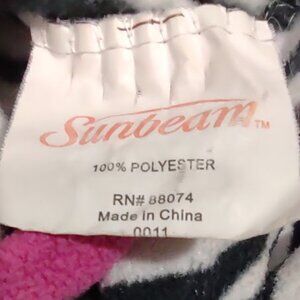 Sunbeam™
100% POLYESTER
RN# 88074
Made in China
0011